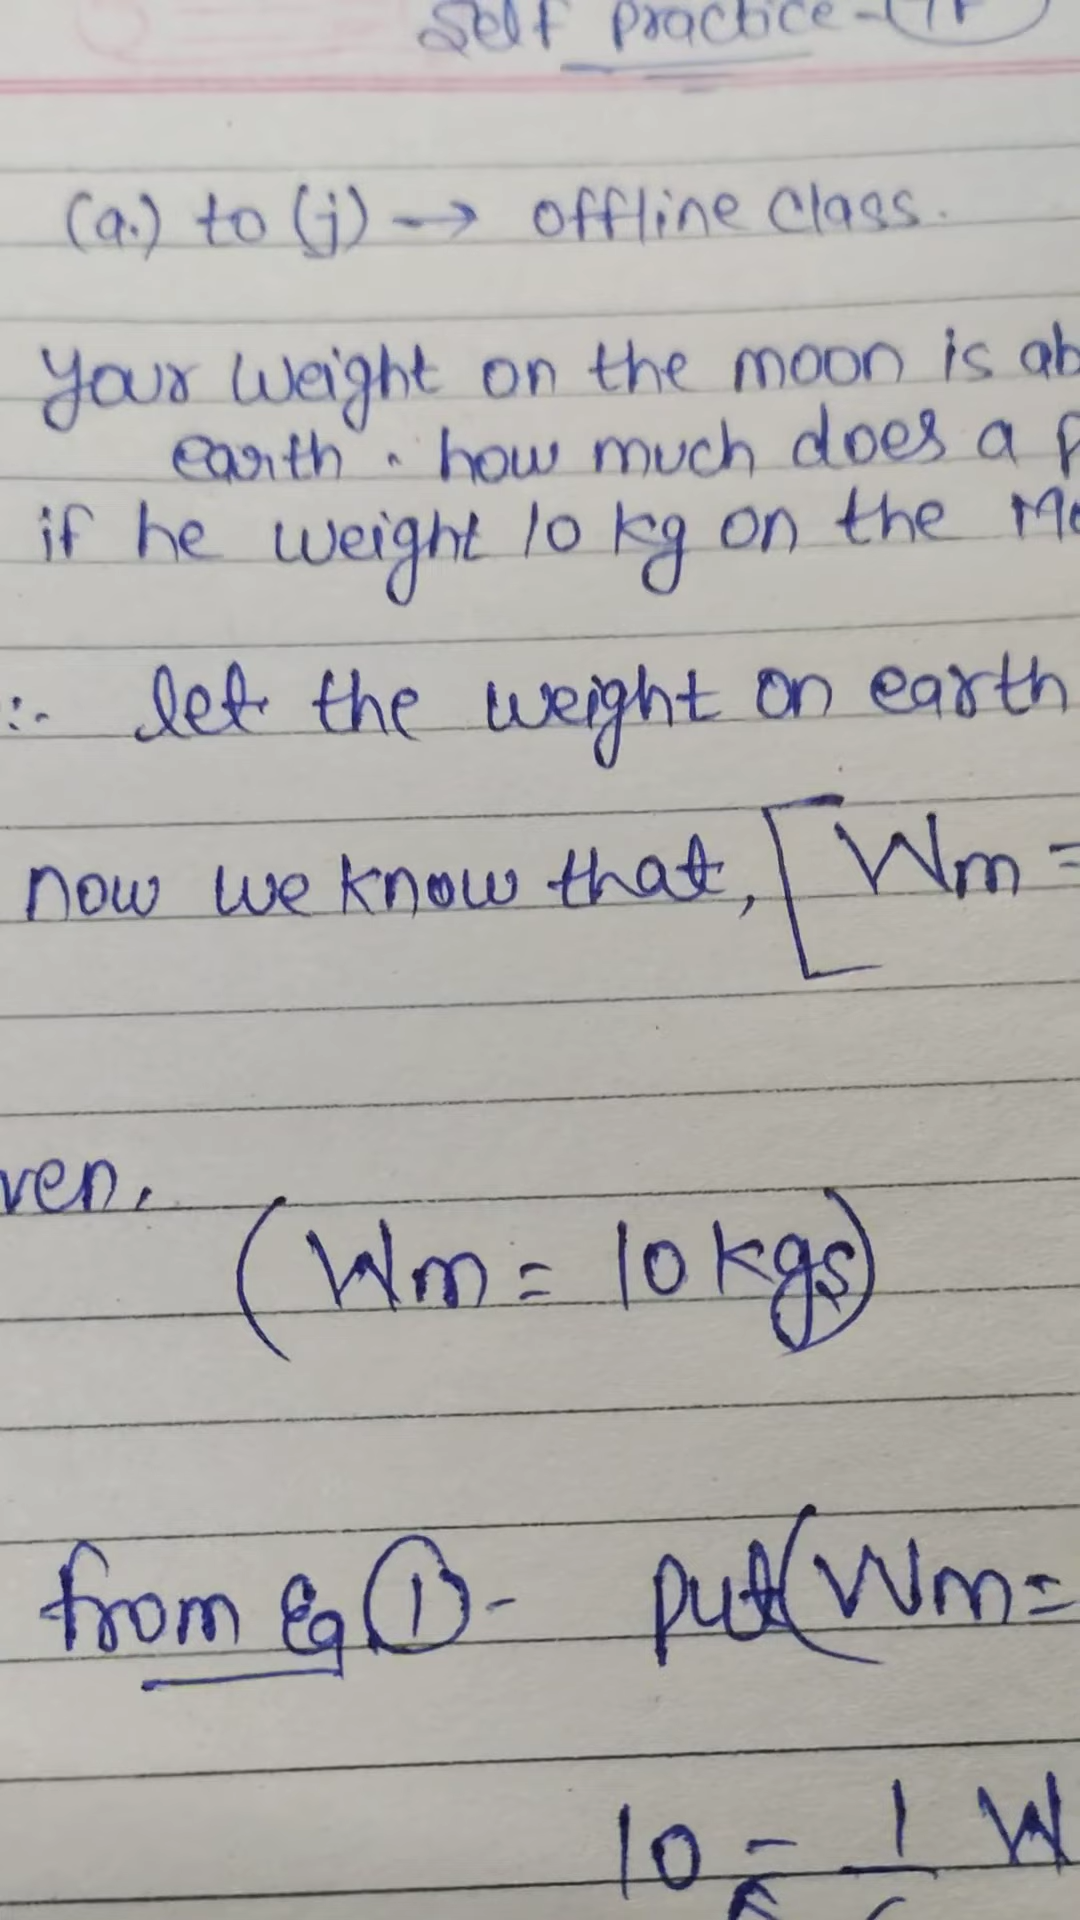 Self Practice-
(a.) to (j) → offline class.
Your Weight on the moon is ab
earth. how much does a p
if he weight 10 kg on the Mo
:- let the weight on earth
now we know that, [Wm =
ven,
(Wm = 10 kgs)
from Eq ① - put (Wm=
10 = 1 W